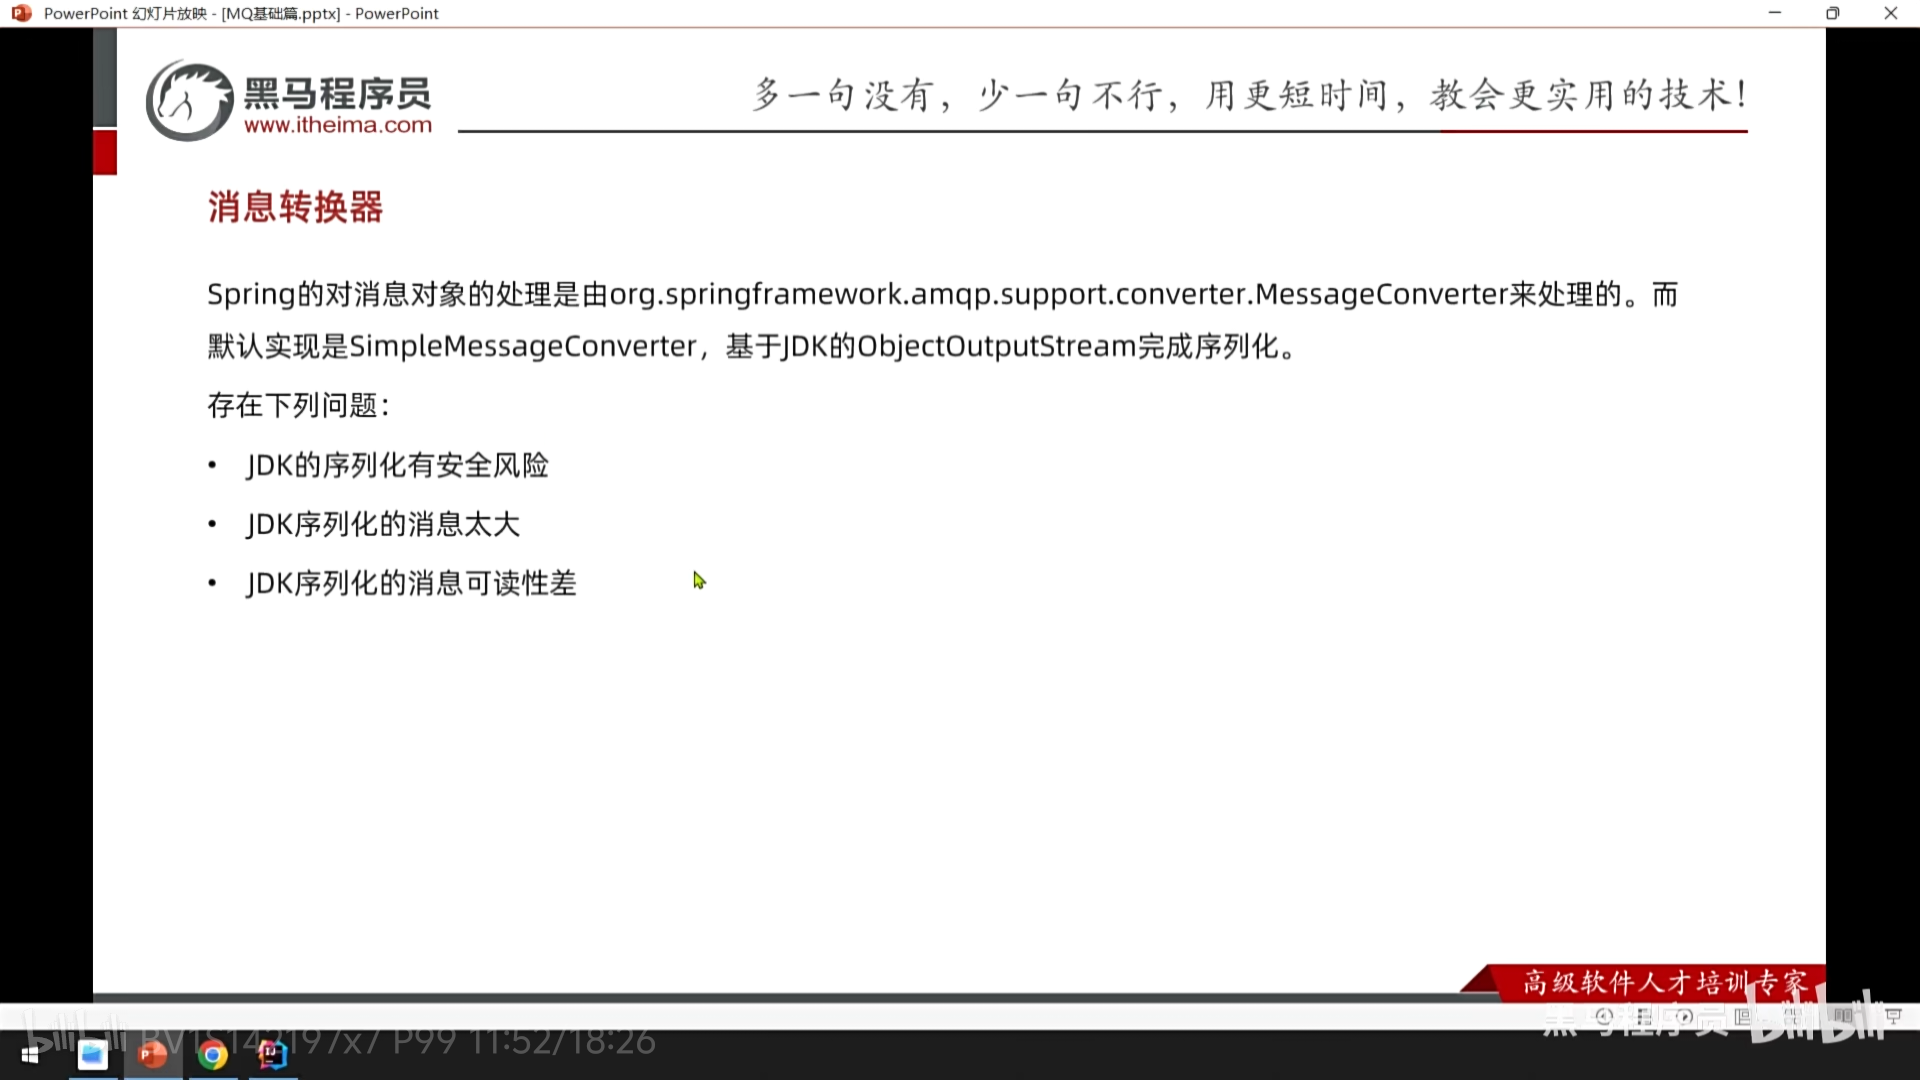 PowerPoint 幻灯片放映 - [MQ基础篇.pptx] - PowerPoint
黑马程序员
www.itheima.com
多一句没有，少一句不行，用更短时间，教会更实用的技术！
消息转换器
Spring的对消息对象的处理是由org.springframework.amqp.support.converter.MessageConverter来处理的。而
默认实现是SimpleMessageConverter，基于JDK的ObjectOutputStream完成序列化。
存在下列问题：
• JDK的序列化有安全风险
• JDK序列化的消息太大
• JDK序列化的消息可读性差
高级软件人才培训专家
黑马程序员 bilibili
bilibili P99 11:52/18:26